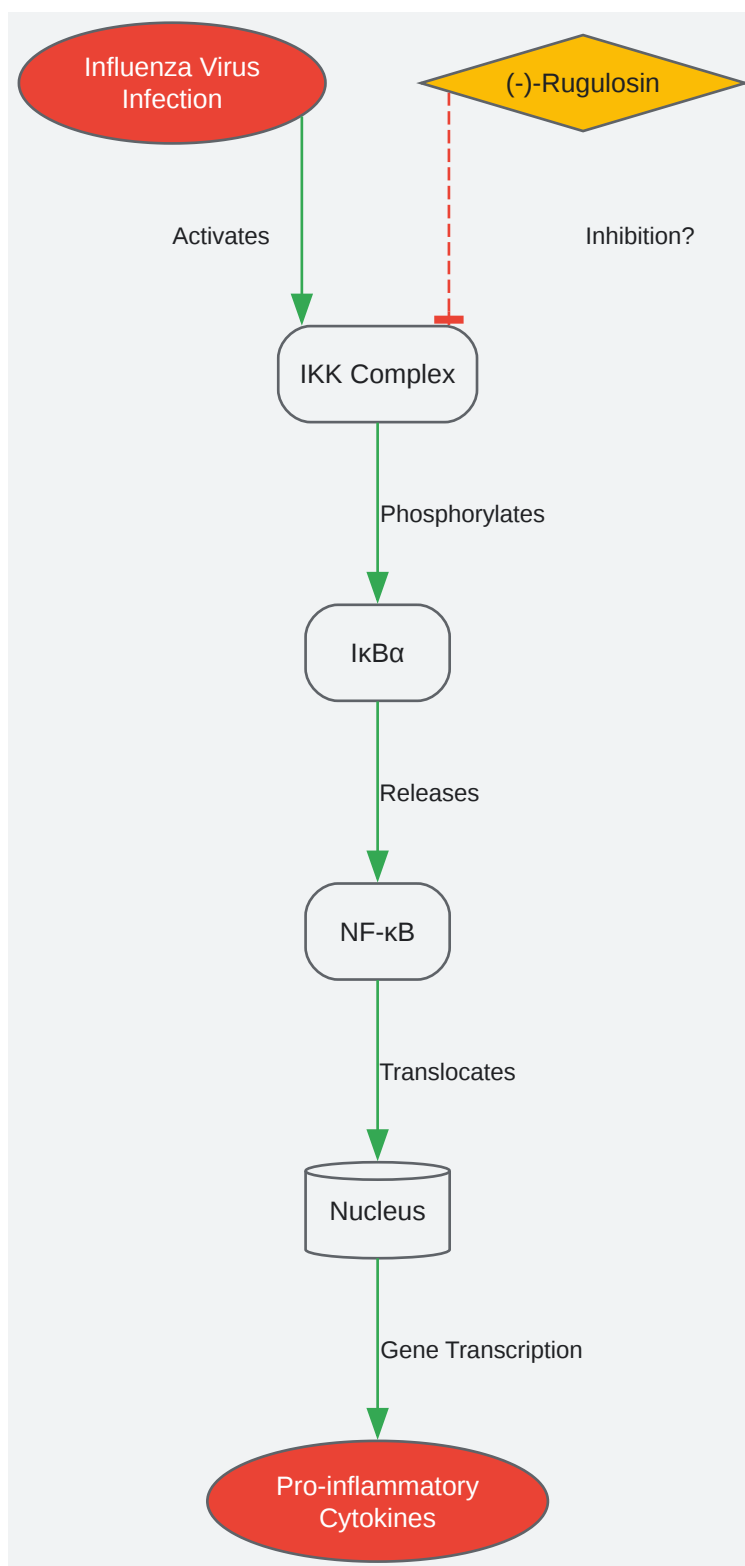 Influenza Virus
Infection
(-)-Rugulosin
Activates
Inhibition?
IKK Complex
Phosphorylates
IκBα
Releases
NF-κB
Translocates
Nucleus
Gene Transcription
Pro-inflammatory
Cytokines